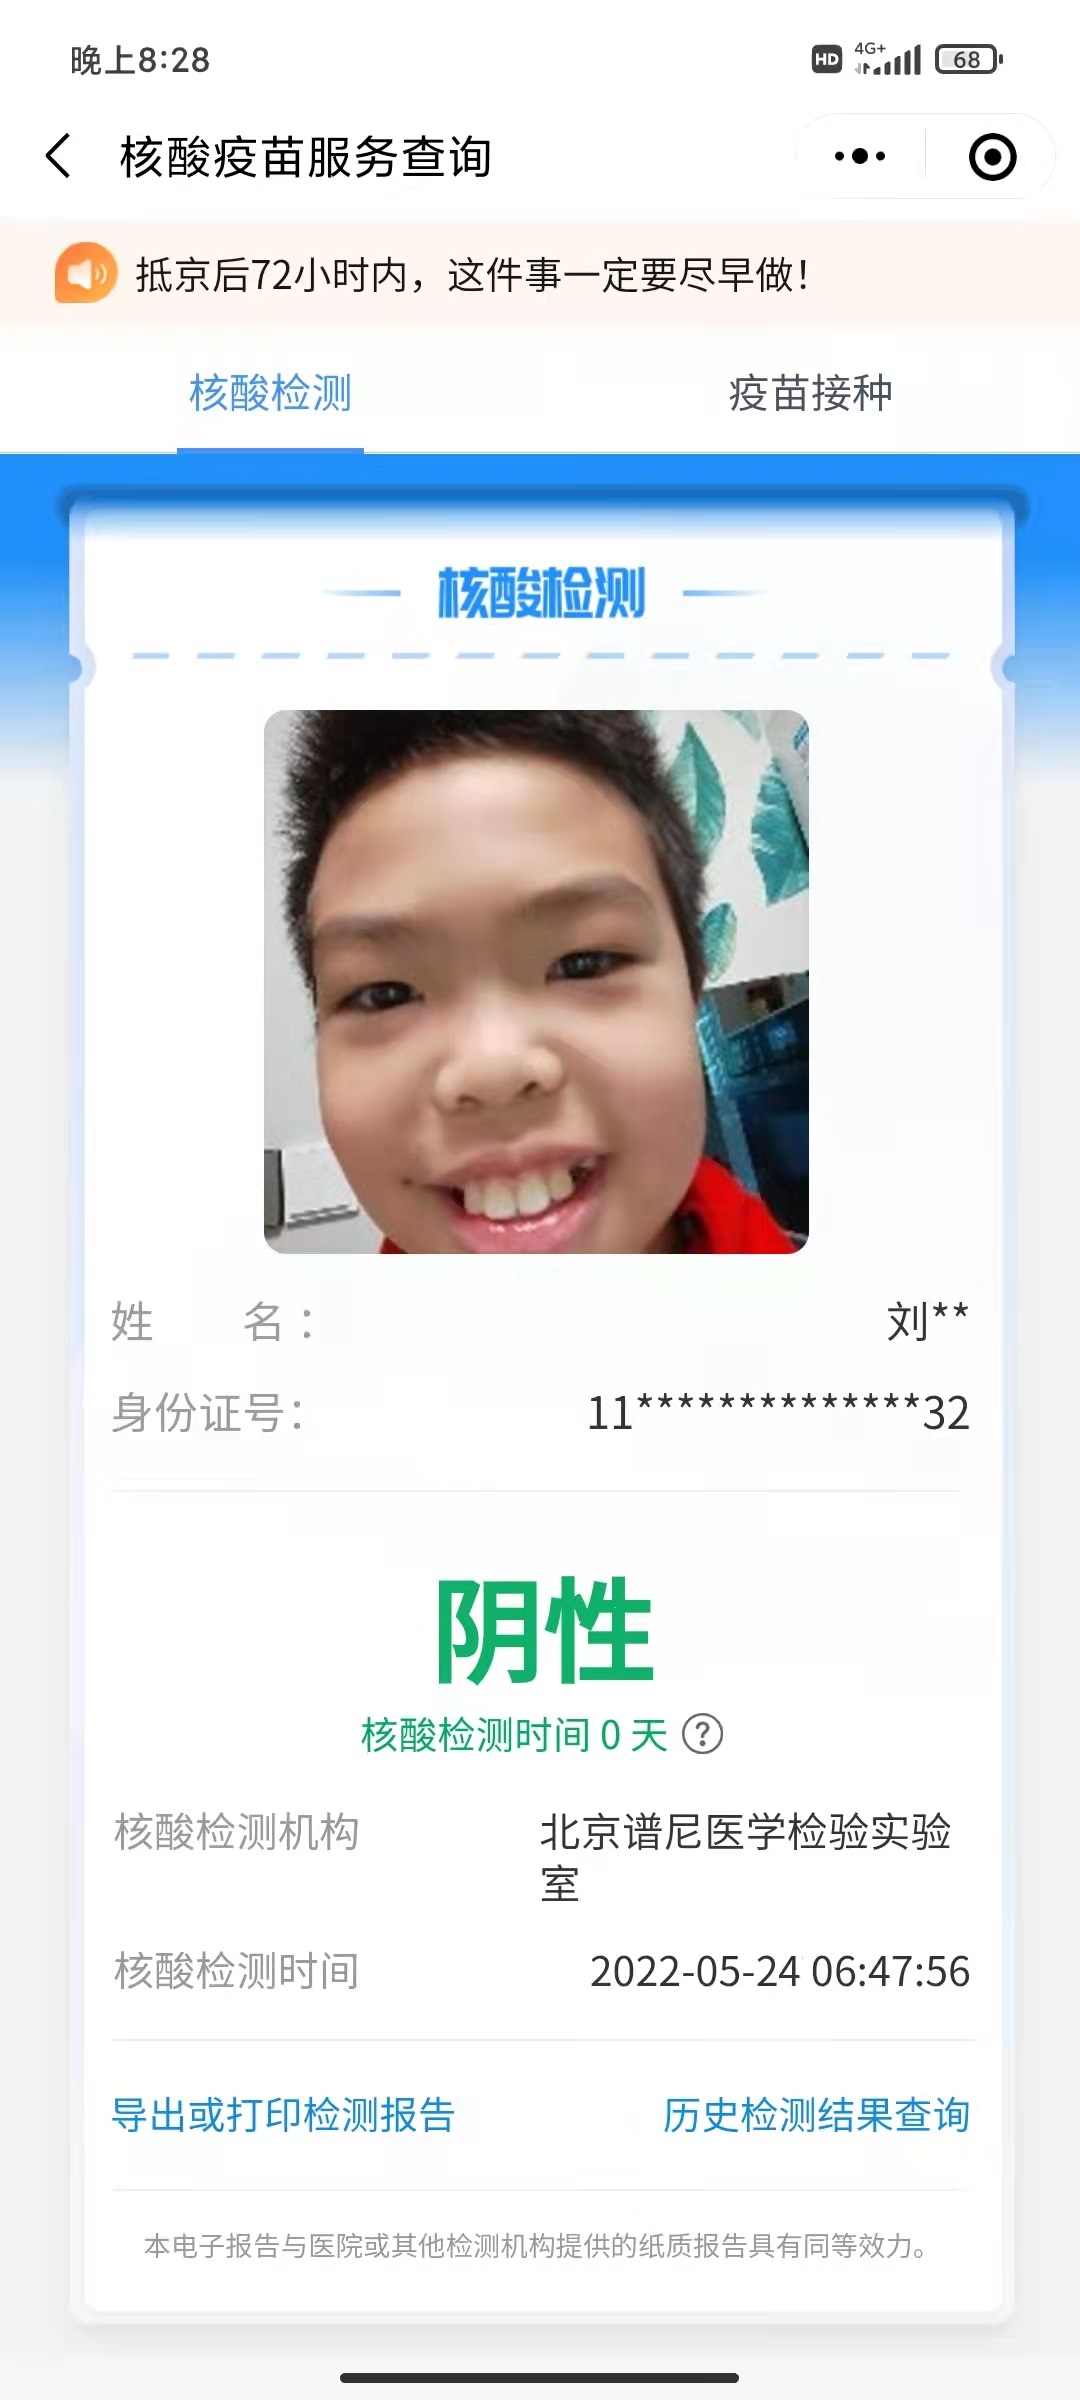 晚上8:28
HD 4G+ 68
核酸疫苗服务查询
抵京后72小时内，这件事一定要尽早做！
核酸检测 疫苗接种
核酸检测
姓 名： 刘**
身份证号： 11**************32
阴性
核酸检测时间 0 天 ?
核酸检测机构 北京谱尼医学检验实验
室
核酸检测时间 2022-05-24 06:47:56
导出或打印检测报告 历史检测结果查询
本电子报告与医院或其他检测机构提供的纸质报告具有同等效力。